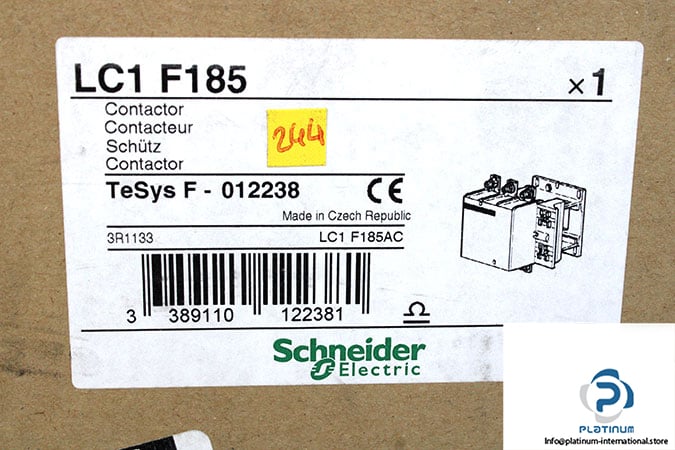 LC1 F185
×1
Contactor
Contacteur
Schütz
Contactor
244
TeSys F - 012238
CE
Made in Czech Republic
3R1133
LC1 F185AC
3 389110 122381
Schneider
Electric
PLATINUM
Info@platinum-international.store